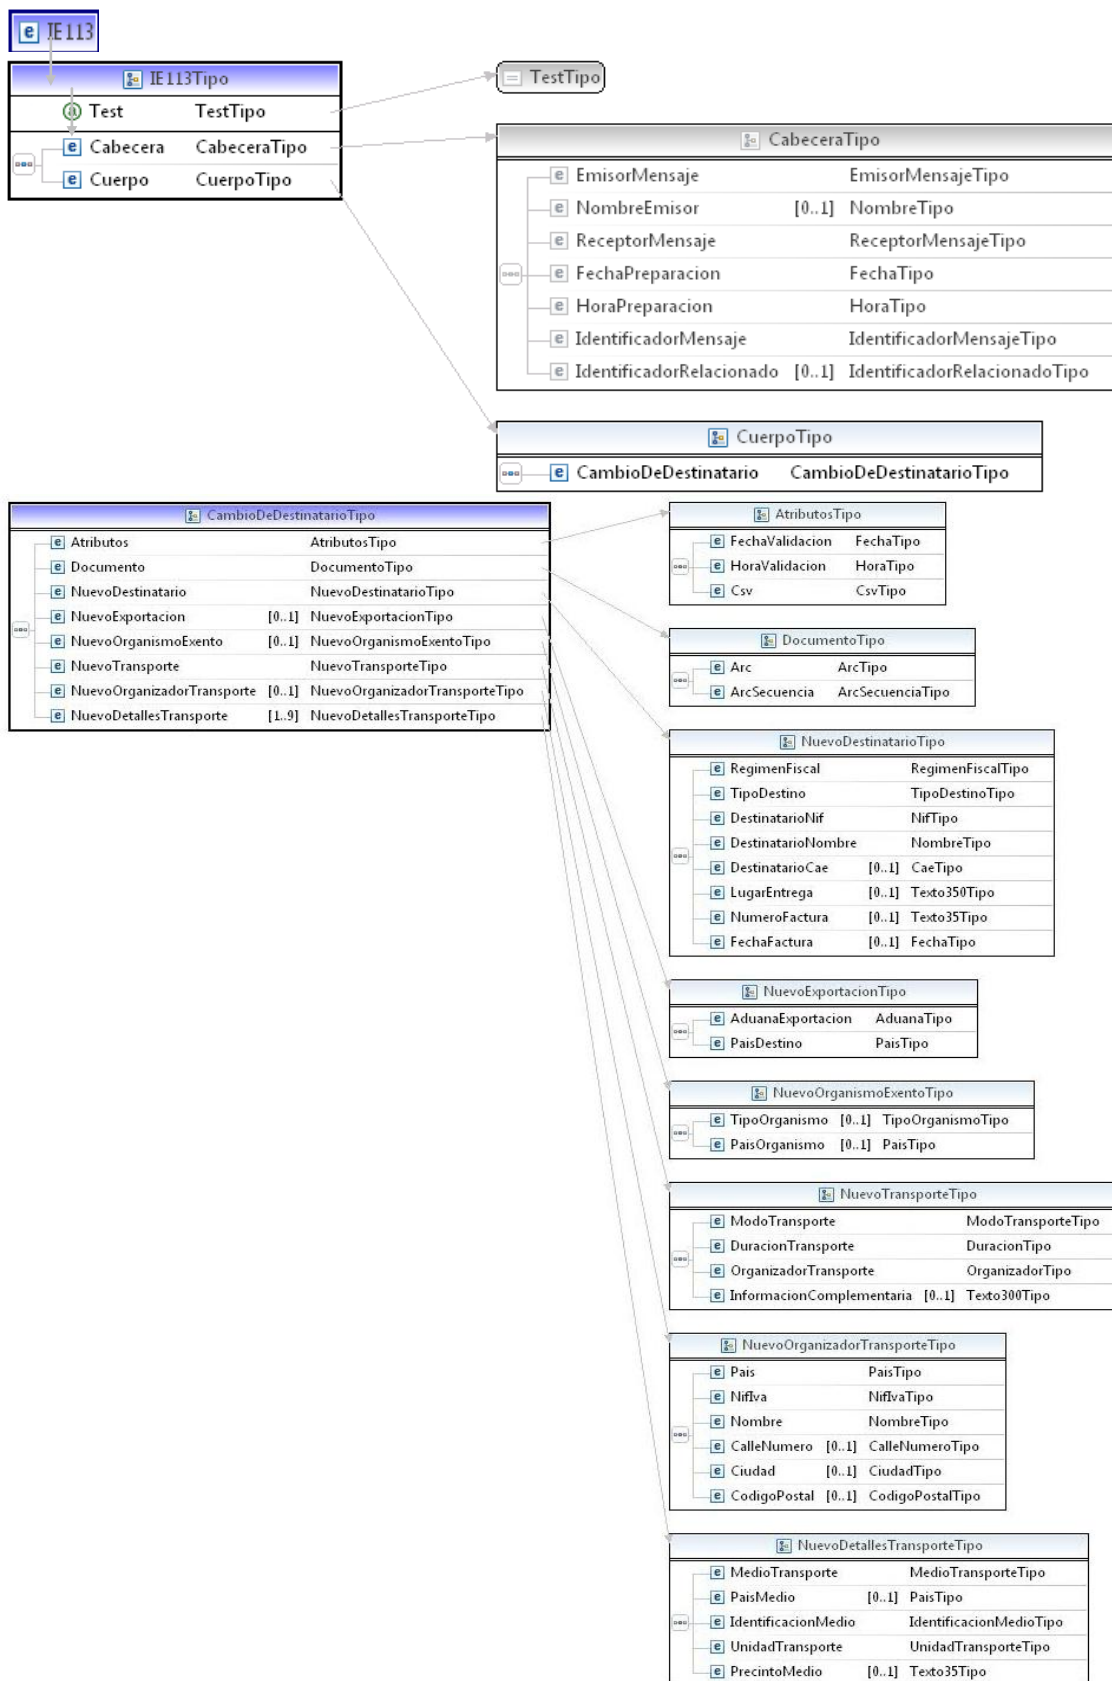 IE113
IE113Tipo
Test TestTipo
Cabecera CabeceraTipo
Cuerpo CuerpoTipo
TestTipo
CabeceraTipo
EmisorMensaje EmisorMensajeTipo
NombreEmisor [0..1] NombreTipo
ReceptorMensaje ReceptorMensajeTipo
FechaPreparacion FechaTipo
HoraPreparacion HoraTipo
IdentificadorMensaje IdentificadorMensajeTipo
IdentificadorRelacionado [0..1] IdentificadorRelacionadoTipo
CuerpoTipo
CambioDeDestinatario CambioDeDestinatarioTipo
CambioDeDestinatarioTipo
Atributos AtributosTipo
Documento DocumentoTipo
NuevoDestinatario NuevoDestinatarioTipo
NuevoExportacion [0..1] NuevoExportacionTipo
NuevoOrganismoExento [0..1] NuevoOrganismoExentoTipo
NuevoTransporte NuevoTransporteTipo
NuevoOrganizadorTransporte [0..1] NuevoOrganizadorTransporteTipo
NuevoDetallesTransporte [1..9] NuevoDetallesTransporteTipo
AtributosTipo
FechaValidacion FechaTipo
HoraValidacion HoraTipo
Csv CsvTipo
DocumentoTipo
Arc ArcTipo
ArcSecuencia ArcSecuenciaTipo
NuevoDestinatarioTipo
RegimenFiscal RegimenFiscalTipo
TipoDestino TipoDestinoTipo
DestinatarioNif NifTipo
DestinatarioNombre NombreTipo
DestinatarioCae [0..1] CaeTipo
LugarEntrega [0..1] Texto350Tipo
NumeroFactura [0..1] Texto35Tipo
FechaFactura [0..1] FechaTipo
NuevoExportacionTipo
AduanaExportacion AduanaTipo
PaisDestino PaisTipo
NuevoOrganismoExentoTipo
TipoOrganismo [0..1] TipoOrganismoTipo
PaisOrganismo [0..1] PaisTipo
NuevoTransporteTipo
ModoTransporte ModoTransporteTipo
DuracionTransporte DuracionTipo
OrganizadorTransporte OrganizadorTipo
InformacionComplementaria [0..1] Texto300Tipo
NuevoOrganizadorTransporteTipo
Pais PaisTipo
NifIva NifIvaTipo
Nombre NombreTipo
CalleNumero [0..1] CalleNumeroTipo
Ciudad [0..1] CiudadTipo
CodigoPostal [0..1] CodigoPostalTipo
NuevoDetallesTransporteTipo
MedioTransporte MedioTransporteTipo
PaisMedio [0..1] PaisTipo
IdentificacionMedio IdentificacionMedioTipo
UnidadTransporte UnidadTransporteTipo
PrecintoMedio [0..1] Texto35Tipo